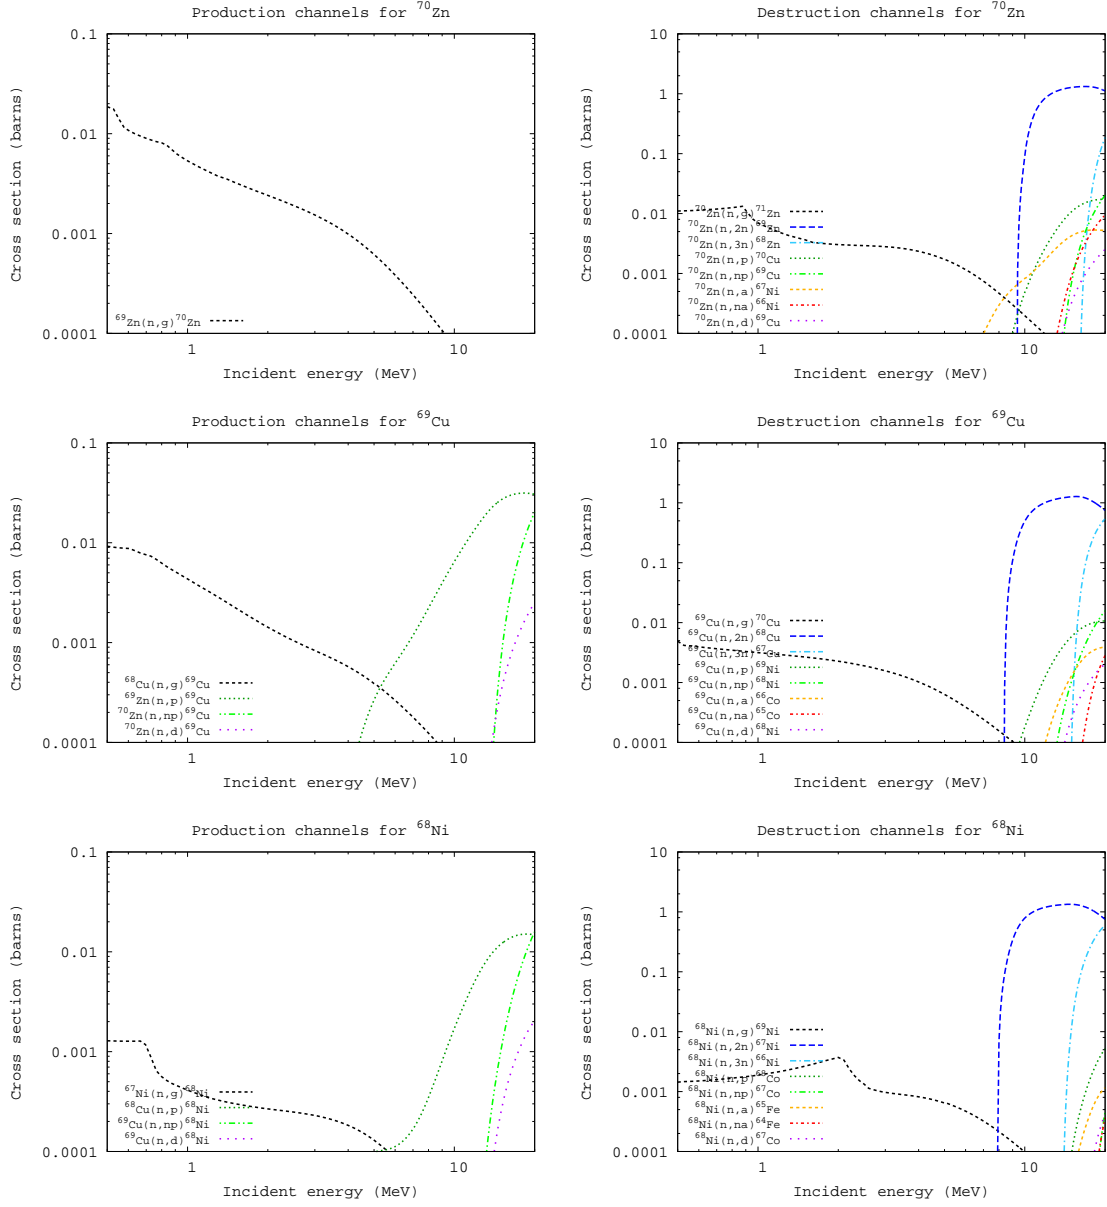 Production channels for ⁷⁰Zn
Cross section (barns)
0.1
0.01
0.001
0.0001
⁶⁹Zn(n,g)⁷⁰Zn
1
10
Incident energy (MeV)
Destruction channels for ⁷⁰Zn
Cross section (barns)
10
1
0.1
0.01
0.001
0.0001
⁷⁰Zn(n,g)⁷¹Zn
⁷⁰Zn(n,2n)⁶⁹Zn
⁷⁰Zn(n,3n)⁶⁸Zn
⁷⁰Zn(n,p)⁷⁰Cu
⁷⁰Zn(n,np)⁶⁹Cu
⁷⁰Zn(n,a)⁶⁷Ni
⁷⁰Zn(n,na)⁶⁶Ni
⁷⁰Zn(n,d)⁶⁹Cu
1
10
Incident energy (MeV)
Production channels for ⁶⁹Cu
Cross section (barns)
0.1
0.01
0.001
0.0001
⁶⁸Cu(n,g)⁶⁹Cu
⁶⁹Zn(n,p)⁶⁹Cu
⁷⁰Zn(n,np)⁶⁹Cu
⁷⁰Zn(n,d)⁶⁹Cu
1
10
Incident energy (MeV)
Destruction channels for ⁶⁹Cu
Cross section (barns)
10
1
0.1
0.01
0.001
0.0001
⁶⁹Cu(n,g)⁷⁰Cu
⁶⁹Cu(n,2n)⁶⁸Cu
⁶⁹Cu(n,3n)⁶⁷Cu
⁶⁹Cu(n,p)⁶⁹Ni
⁶⁹Cu(n,np)⁶⁸Ni
⁶⁹Cu(n,a)⁶⁶Co
⁶⁹Cu(n,na)⁶⁵Co
⁶⁹Cu(n,d)⁶⁸Ni
1
10
Incident energy (MeV)
Production channels for ⁶⁸Ni
Cross section (barns)
0.1
0.01
0.001
0.0001
⁶⁷Ni(n,g)⁶⁸Ni
⁶⁸Cu(n,p)⁶⁸Ni
⁶⁹Cu(n,np)⁶⁸Ni
⁶⁹Cu(n,d)⁶⁸Ni
1
10
Incident energy (MeV)
Destruction channels for ⁶⁸Ni
Cross section (barns)
10
1
0.1
0.01
0.001
0.0001
⁶⁸Ni(n,g)⁶⁹Ni
⁶⁸Ni(n,2n)⁶⁷Ni
⁶⁸Ni(n,3n)⁶⁶Ni
⁶⁸Ni(n,p)⁶⁸Co
⁶⁸Ni(n,np)⁶⁷Co
⁶⁸Ni(n,a)⁶⁵Fe
⁶⁸Ni(n,na)⁶⁴Fe
⁶⁸Ni(n,d)⁶⁷Co
1
10
Incident energy (MeV)